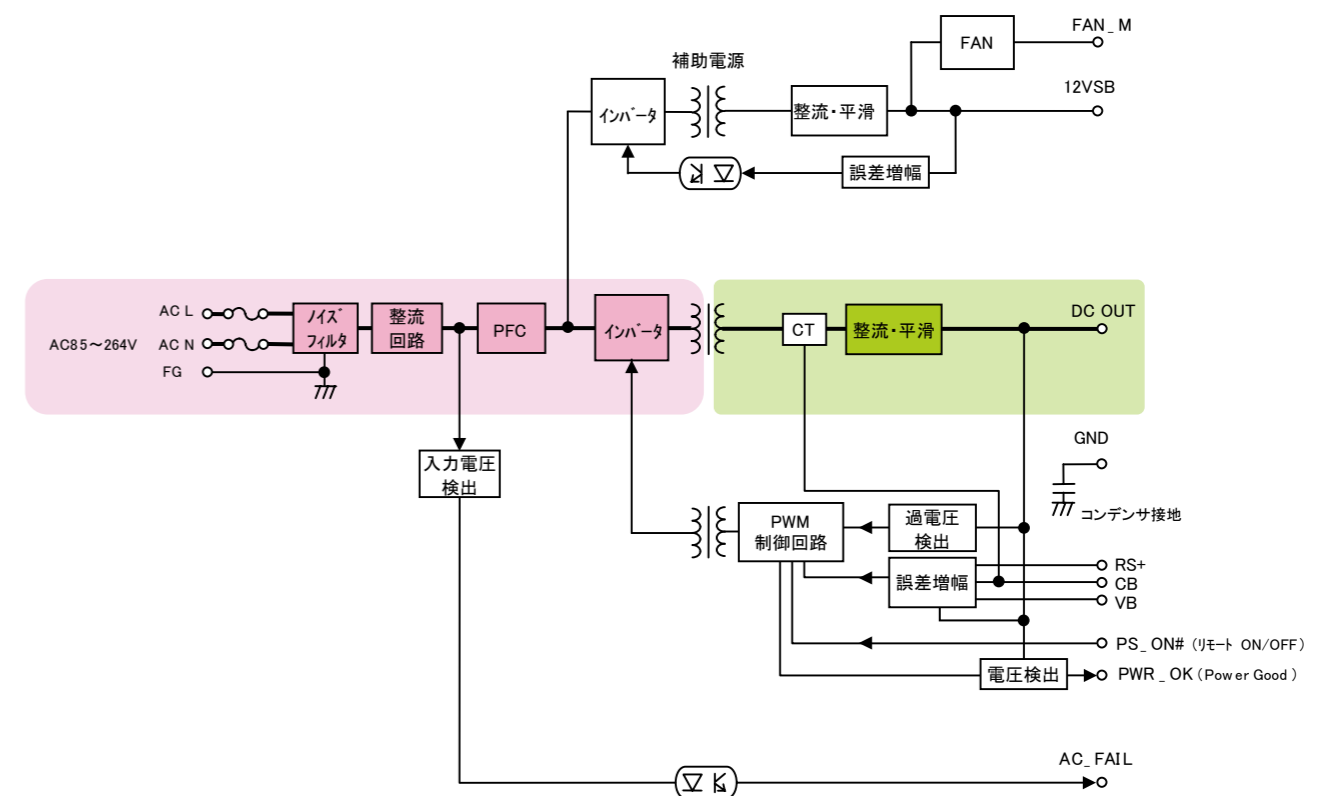 FAN_M
FAN
補助電源
12VSB
インバータ
整流・平滑
誤差増幅
AC L
ノイズ
フィルタ
整流
回路
PFC
インバータ
CT
整流・平滑
DC OUT
AC85～264V
AC N
FG
入力電圧
検出
GND
コンデンサ接地
PWM
制御回路
過電圧
検出
誤差増幅
RS+
CB
VB
PS_ON# (リモート ON/OFF)
電圧検出
PWR_OK (Power Good)
AC_FAIL